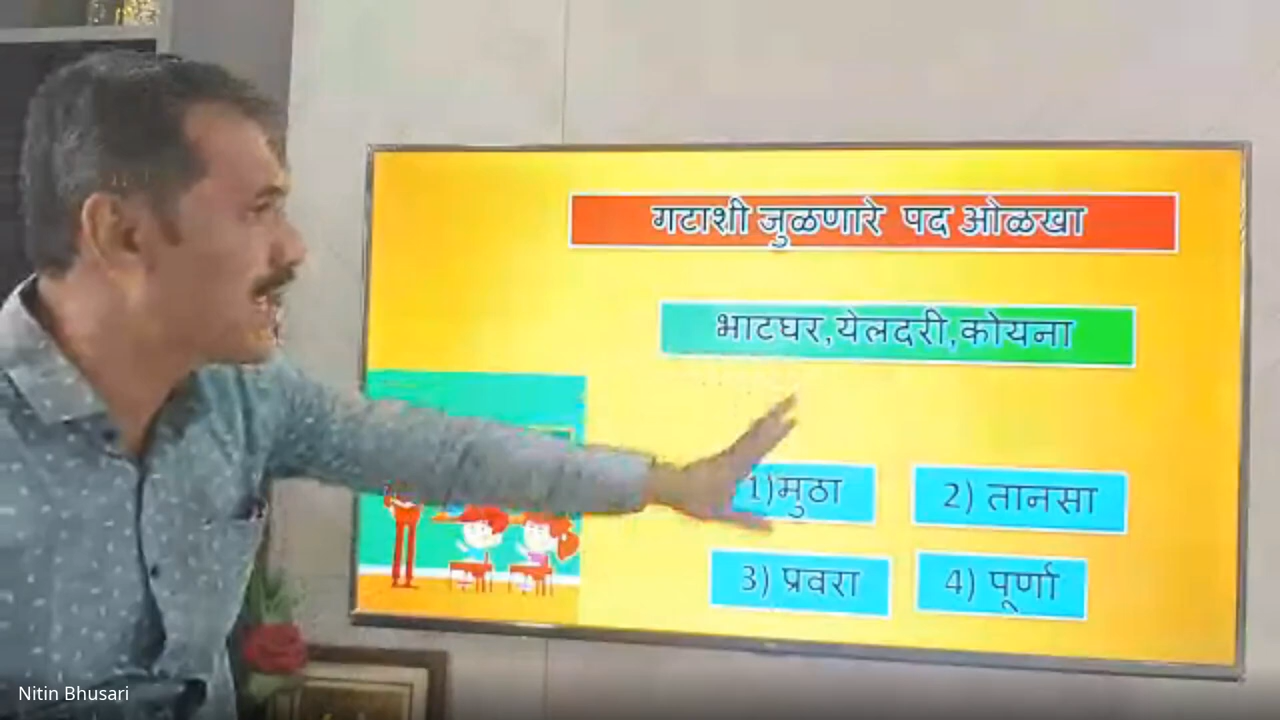 गटाशी जुळणारे पद ओळखा
भाटघर,येलदरी,कोयना
1)मुठा
2) तानसा
3) प्रवरा
4) पूर्णा
Nitin Bhusari